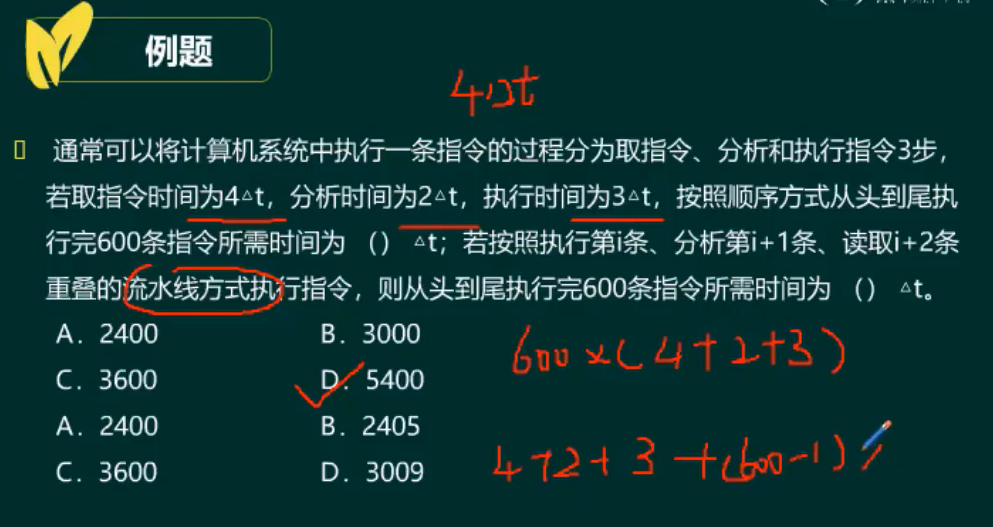 例题
4△t
通常可以将计算机系统中执行一条指令的过程分为取指令、分析和执行指令3步，
若取指令时间为4△t，分析时间为2△t，执行时间为3△t，按照顺序方式从头到尾执
行完600条指令所需时间为 （） △t；若按照执行第i条、分析第i+1条、读取i+2条
重叠的流水线方式执行指令，则从头到尾执行完600条指令所需时间为 （） △t。
A．2400 B．3000
C．3600 D．5400
600×(4+2+3)
A．2400 B．2405
C．3600 D．3009
4+2+3+(600-1)